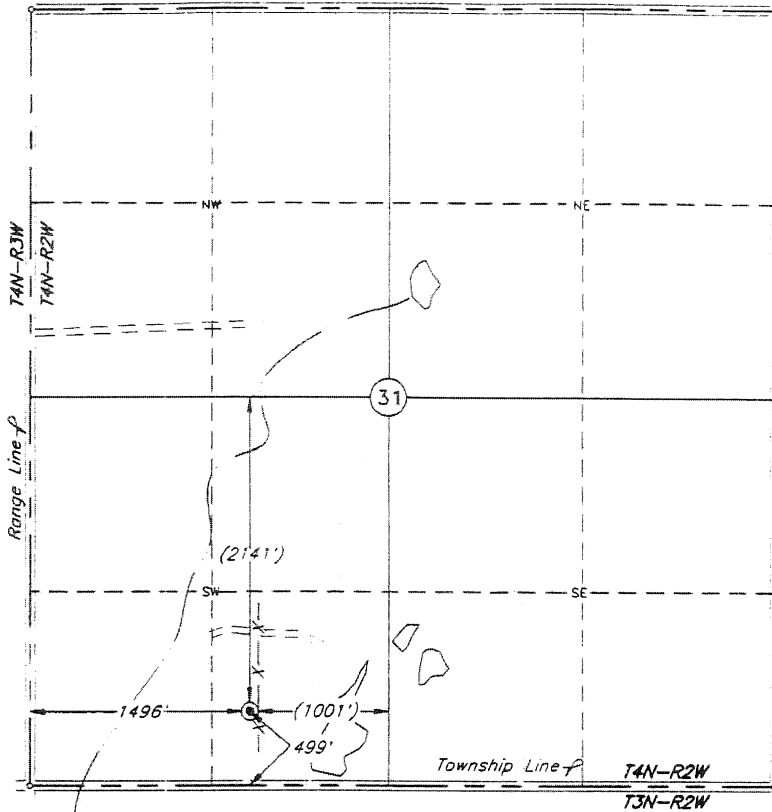 NW
NE
T4N-R3W
T4N-R2W
31
Range Line
(2141')
SW
SE
1496'
(1001')
499'
Township Line
T4N-R2W
T3N-R2W